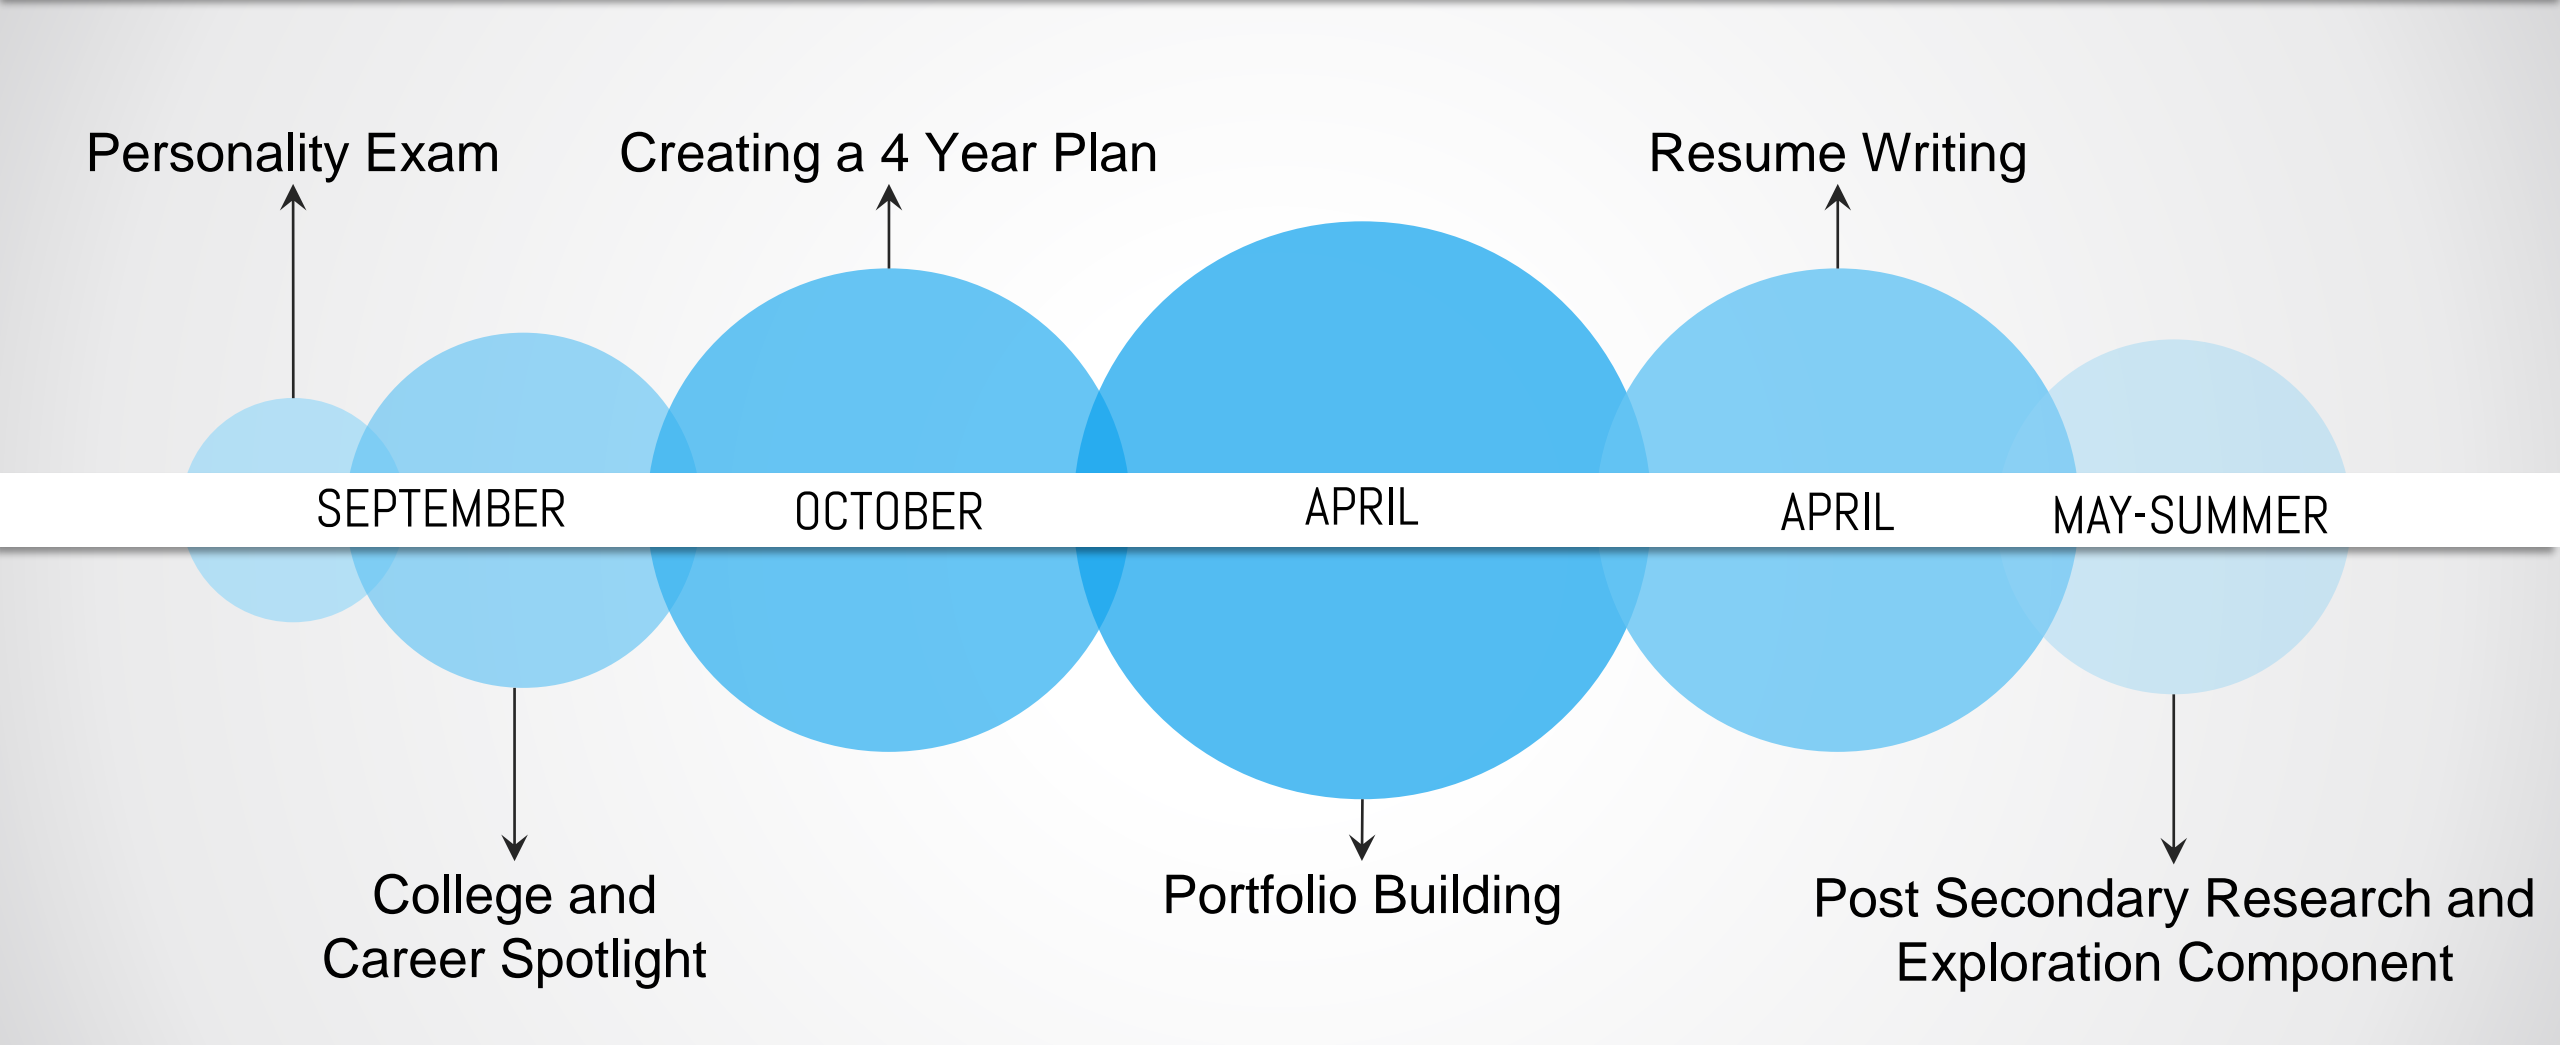 Personality Exam
Creating a 4 Year Plan
Resume Writing
SEPTEMBER
OCTOBER
APRIL
APRIL
MAY-SUMMER
College and
Career Spotlight
Portfolio Building
Post Secondary Research and
Exploration Component